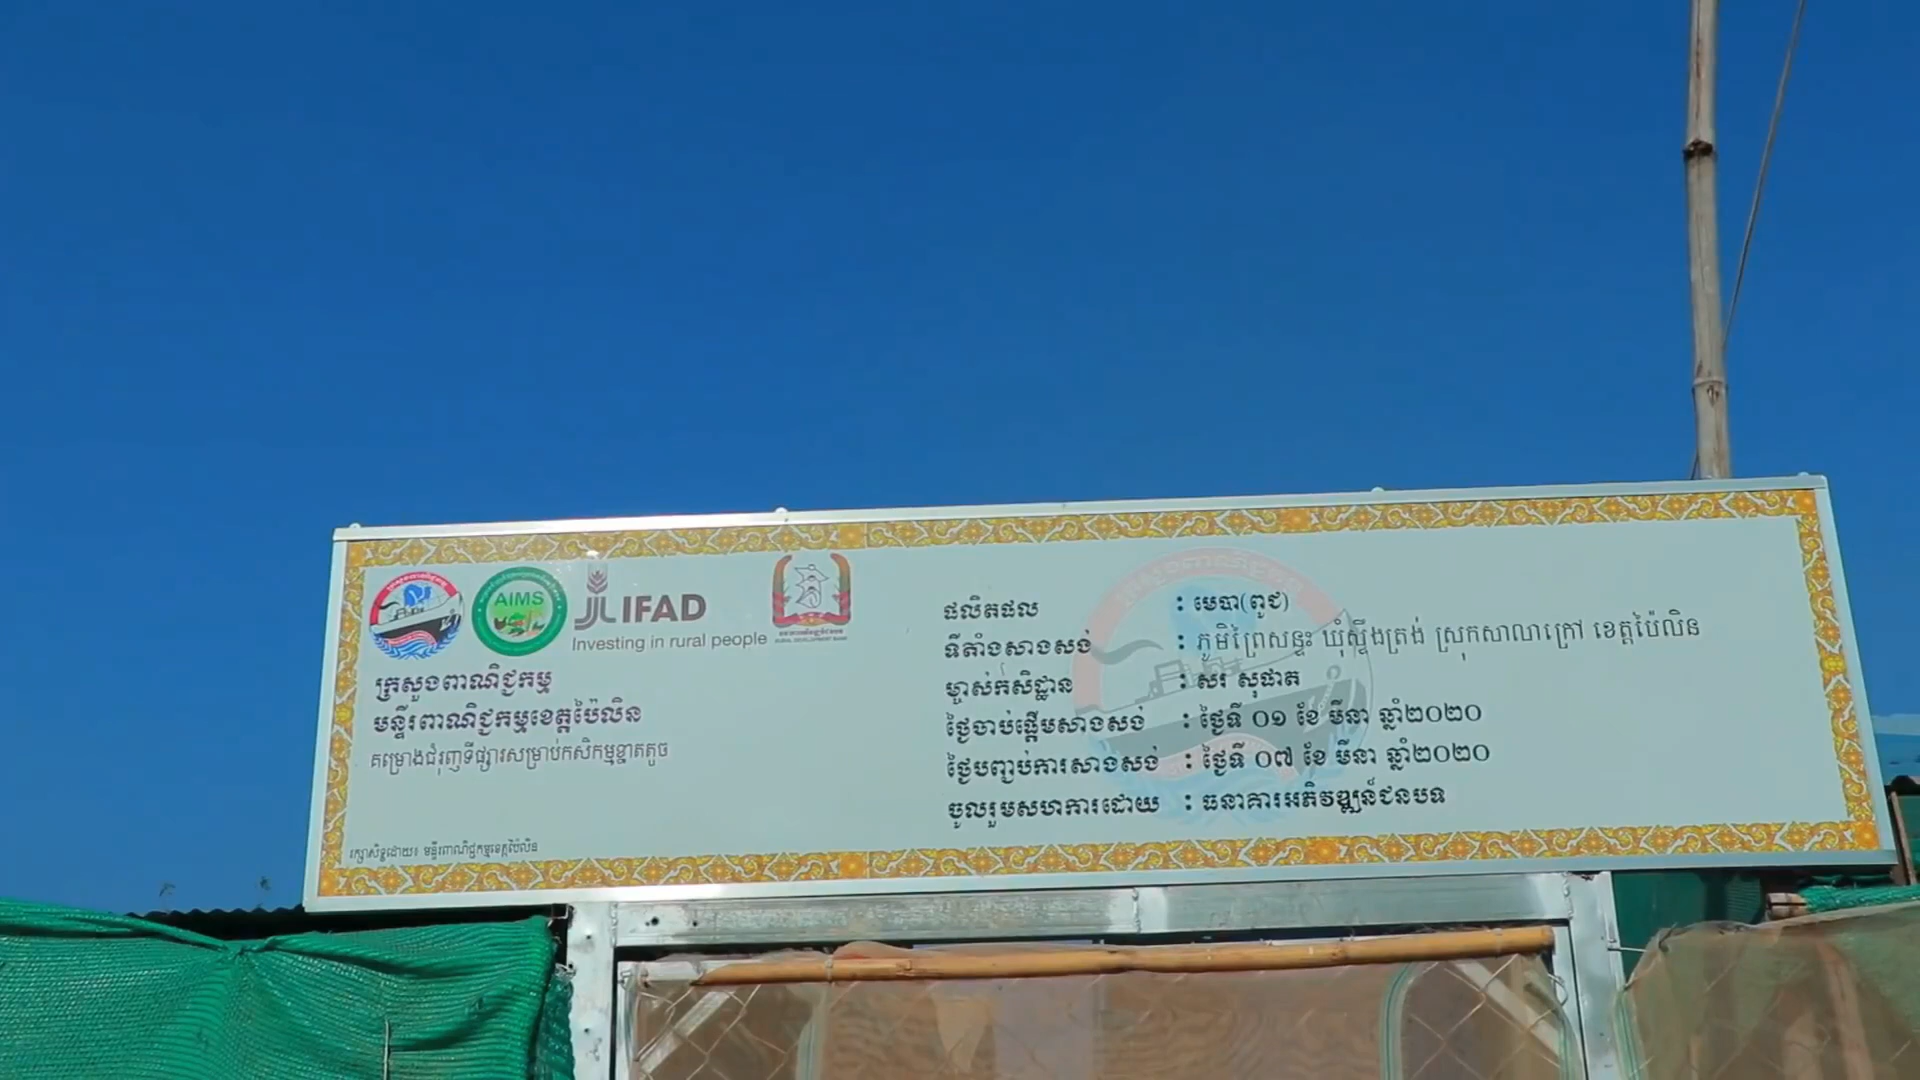 AIMS
IFAD
Investing in rural people
RURAL DEVELOPMENT BANK
ក្រសួងពាណិជ្ជកម្ម
មន្ទីរពាណិជ្ជកម្មខេត្តប៉ៃលិន
គម្រោងជំរុញទីផ្សារសម្រាប់កសិកម្មខ្នាតតូច
រក្សាសិទ្ធដោយ៖ មន្ទីរពាណិជ្ជកម្មខេត្តប៉ៃលិន
ផលិតផល : មេបា(ពូជ)
ទីតាំងសាងសង់ : ភូមិព្រៃសន្ទះ ឃុំស្ទឹងត្រង់ ស្រុកសាលាក្រៅ ខេត្តប៉ៃលិន
ម្ចាស់កសិដ្ឋាន : សរ សុផាត
ថ្ងៃចាប់ផ្តើមសាងសង់ : ថ្ងៃទី ០១ ខែ មីនា ឆ្នាំ២០២០
ថ្ងៃបញ្ចប់ការសាងសង់ : ថ្ងៃទី ០៧ ខែ មីនា ឆ្នាំ២០២០
ចូលរួមសហការដោយ : ធនាគារអភិវឌ្ឍន៍ជនបទ